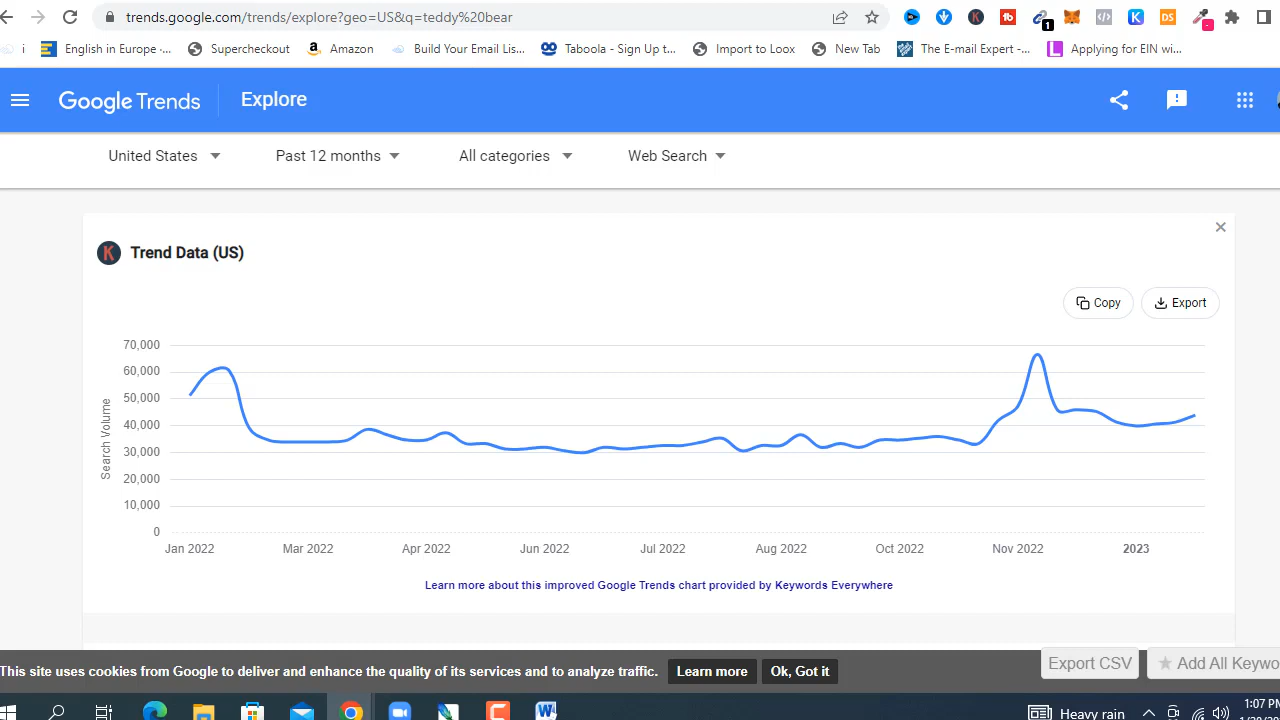 trends.google.com/trends/explore?geo=US&q=teddy%20bear
English in Europe -... Supercheckout Amazon Build Your Email Lis... Taboola - Sign Up t... Import to LooX New Tab The E-mail Expert -... Applying for EIN wi...
Google Trends Explore
United States Past 12 months All categories Web Search
Trend Data (US)
Copy Export
70,000
60,000
50,000
40,000
30,000
20,000
10,000
0
Search Volume
Jan 2022 Mar 2022 Apr 2022 Jun 2022 Jul 2022 Aug 2022 Oct 2022 Nov 2022 2023
Learn more about this improved Google Trends chart provided by Keywords Everywhere
This site uses cookies from Google to deliver and enhance the quality of its services and to analyze traffic. Learn more Ok, Got it
Export CSV Add All Keywo
1:07 PM
Heavy rain